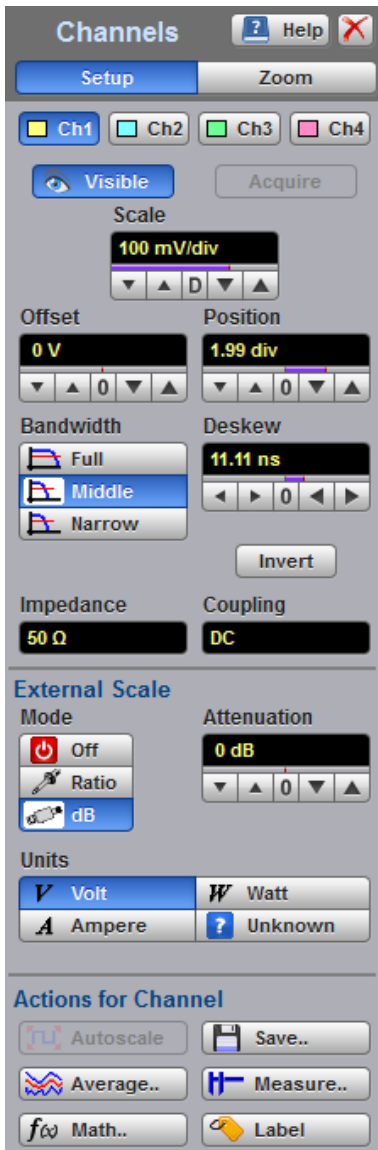 Channels ? Help
Setup Zoom
Ch1 Ch2 Ch3 Ch4
Visible Acquire
Scale
100 mV/div
D
Offset Position
0 V 1.99 div
0 0
Bandwidth Deskew
Full 11.11 ns
Middle 0
Narrow
Invert
Impedance Coupling
50 Ω DC
External Scale
Mode Attenuation
Off 0 dB
Ratio 0
dB
Units
V Volt W Watt
A Ampere ? Unknown
Actions for Channel
Autoscale Save..
Average.. Measure..
f(x) Math.. Label